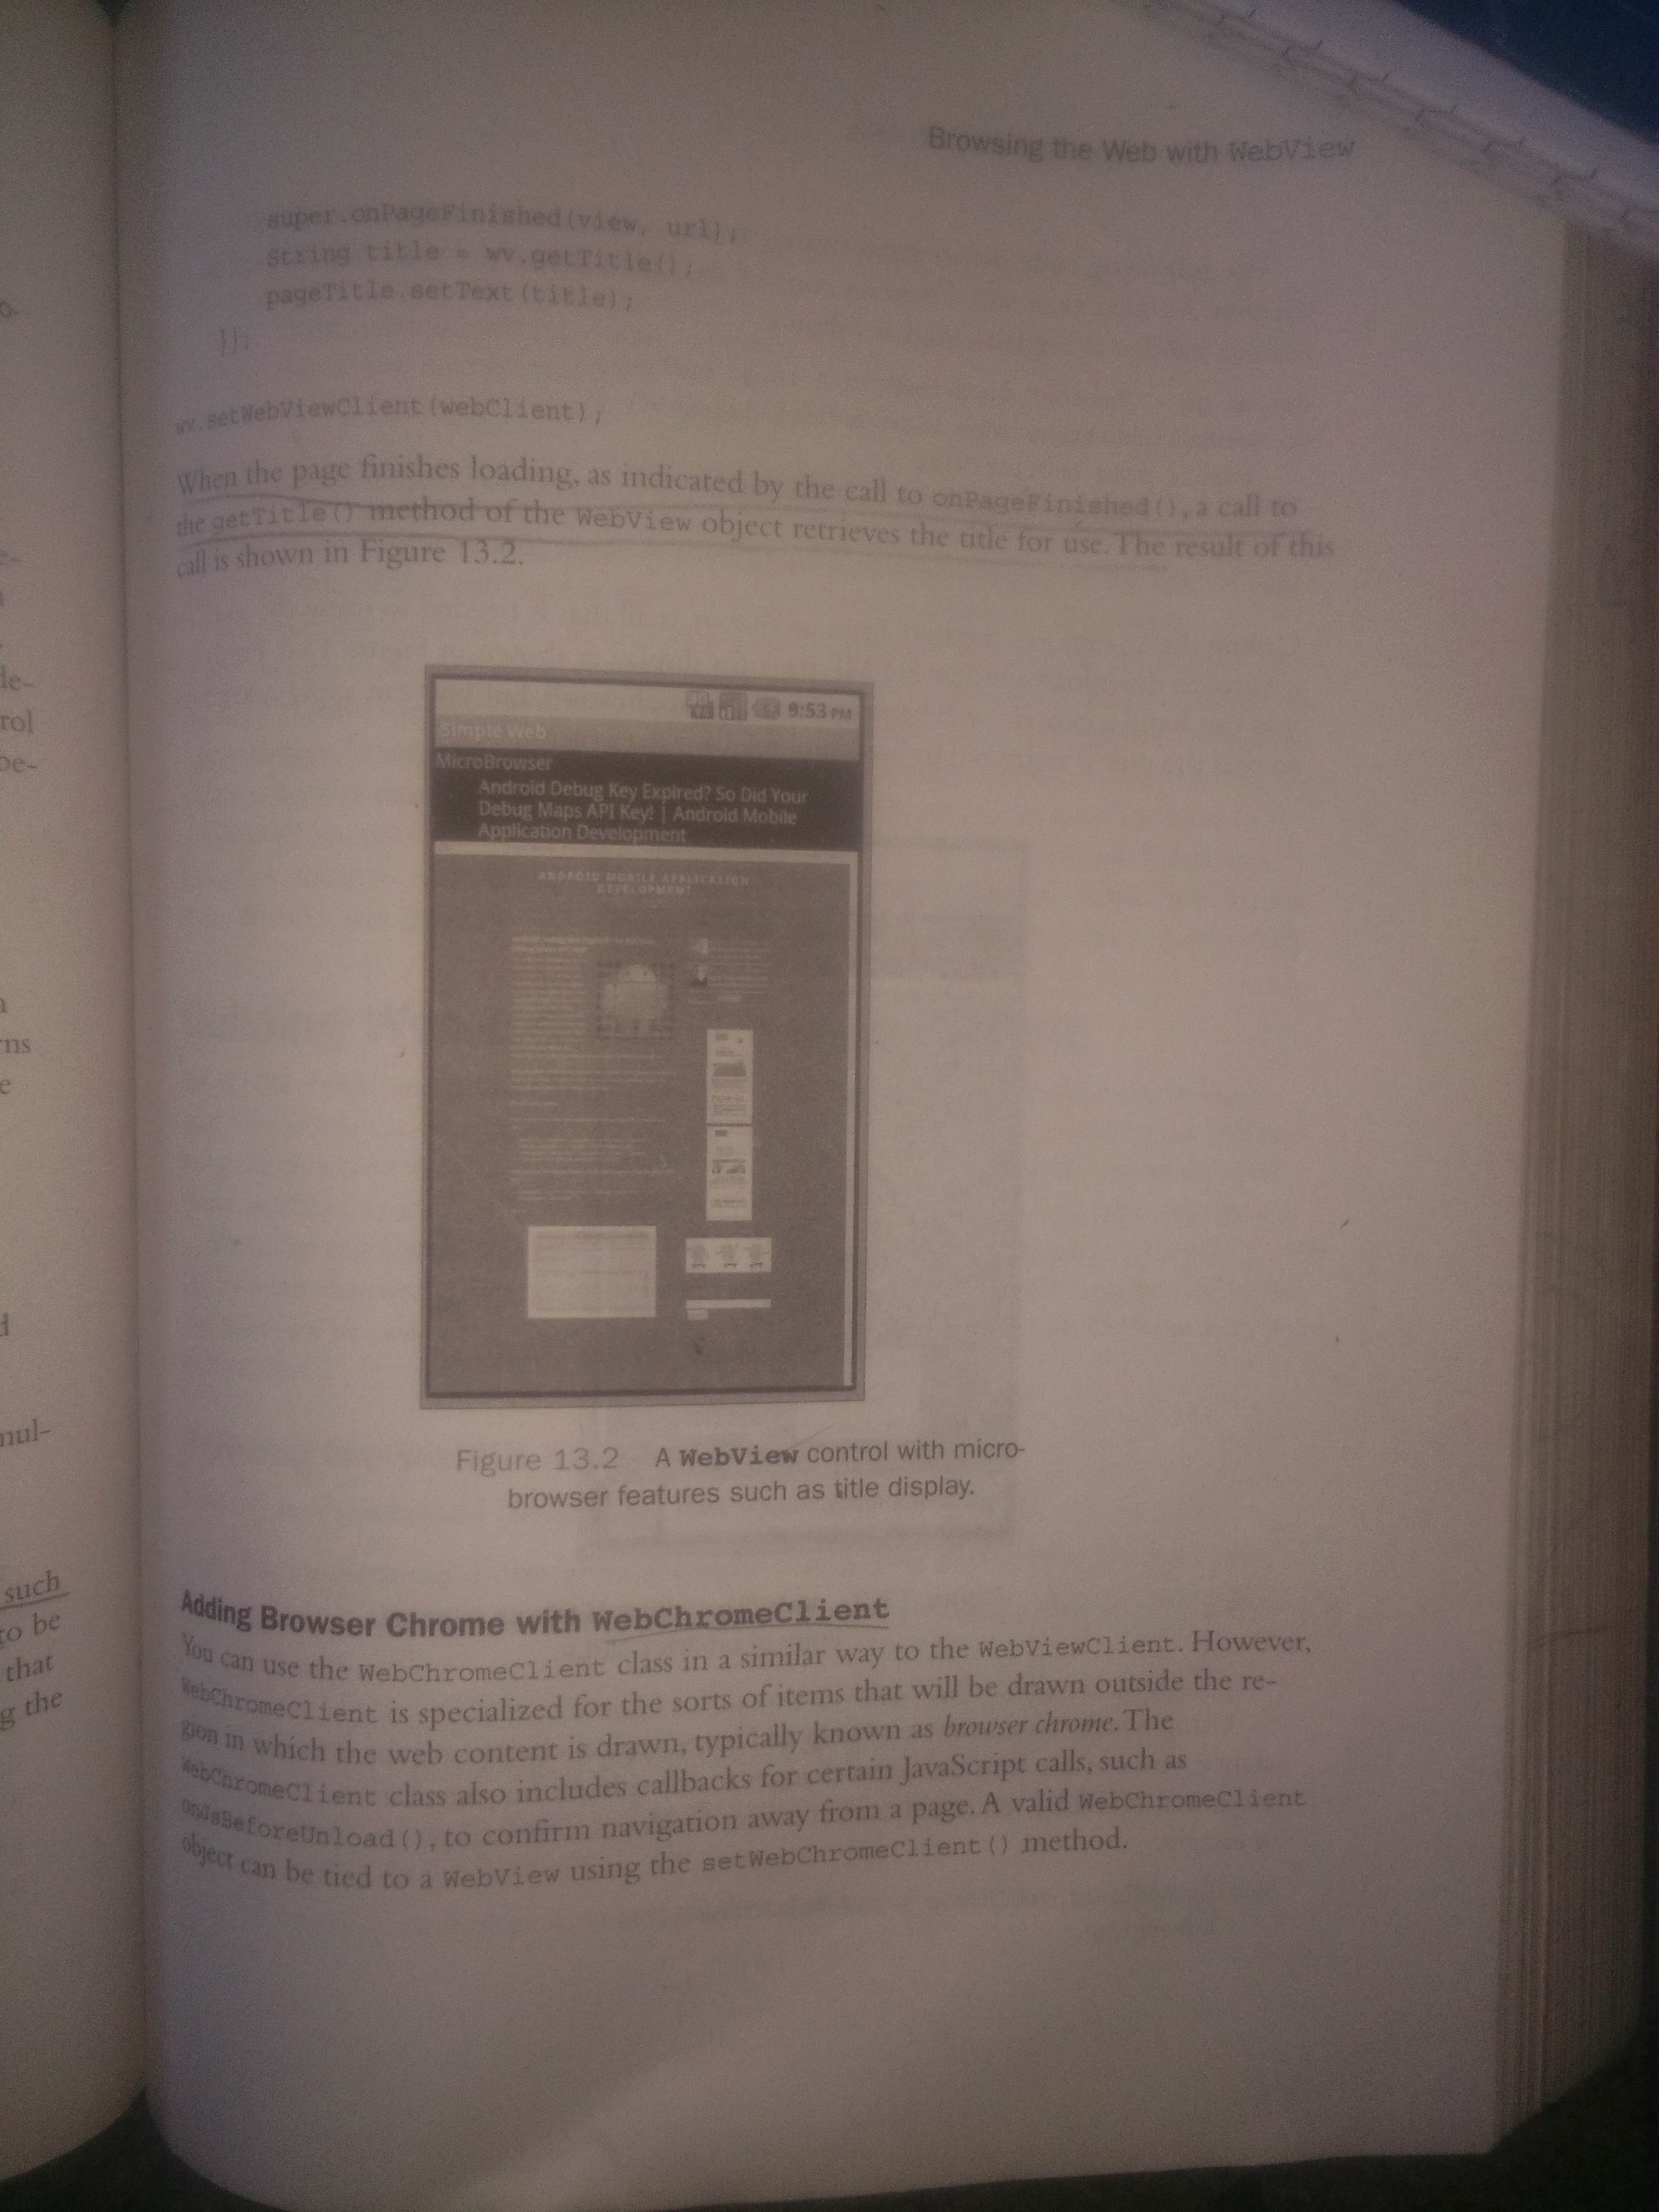 Browsing the Web with WebView
super.onPageFinished(view, url);
String title = wv.getTitle();
pageTitle.setText(title);
});
wv.setWebViewClient(webClient);
When the page finishes loading, as indicated by the call to onPageFinished(), a call to
the getTitle() method of the WebView object retrieves the title for use. The result of this
call is shown in Figure 13.2.
9:53 PM
Simple Web
MicroBrowser
Android Debug Key Expired? So Did Your
Debug Maps API Key! | Android Mobile
Application Development
ANDROID MOBILE APPLICATION
DEVELOPMENT
Figure 13.2 A WebView control with micro-
browser features such as title display.
Adding Browser Chrome with WebChromeClient
You can use the WebChromeClient class in a similar way to the WebViewClient. However,
WebChromeClient is specialized for the sorts of items that will be drawn outside the re-
gion in which the web content is drawn, typically known as browser chrome. The
WebChromeClient class also includes callbacks for certain JavaScript calls, such as
onJsBeforeUnload(), to confirm navigation away from a page. A valid WebChromeClient
object can be tied to a WebView using the setWebChromeClient() method.
such
to be
that
g the